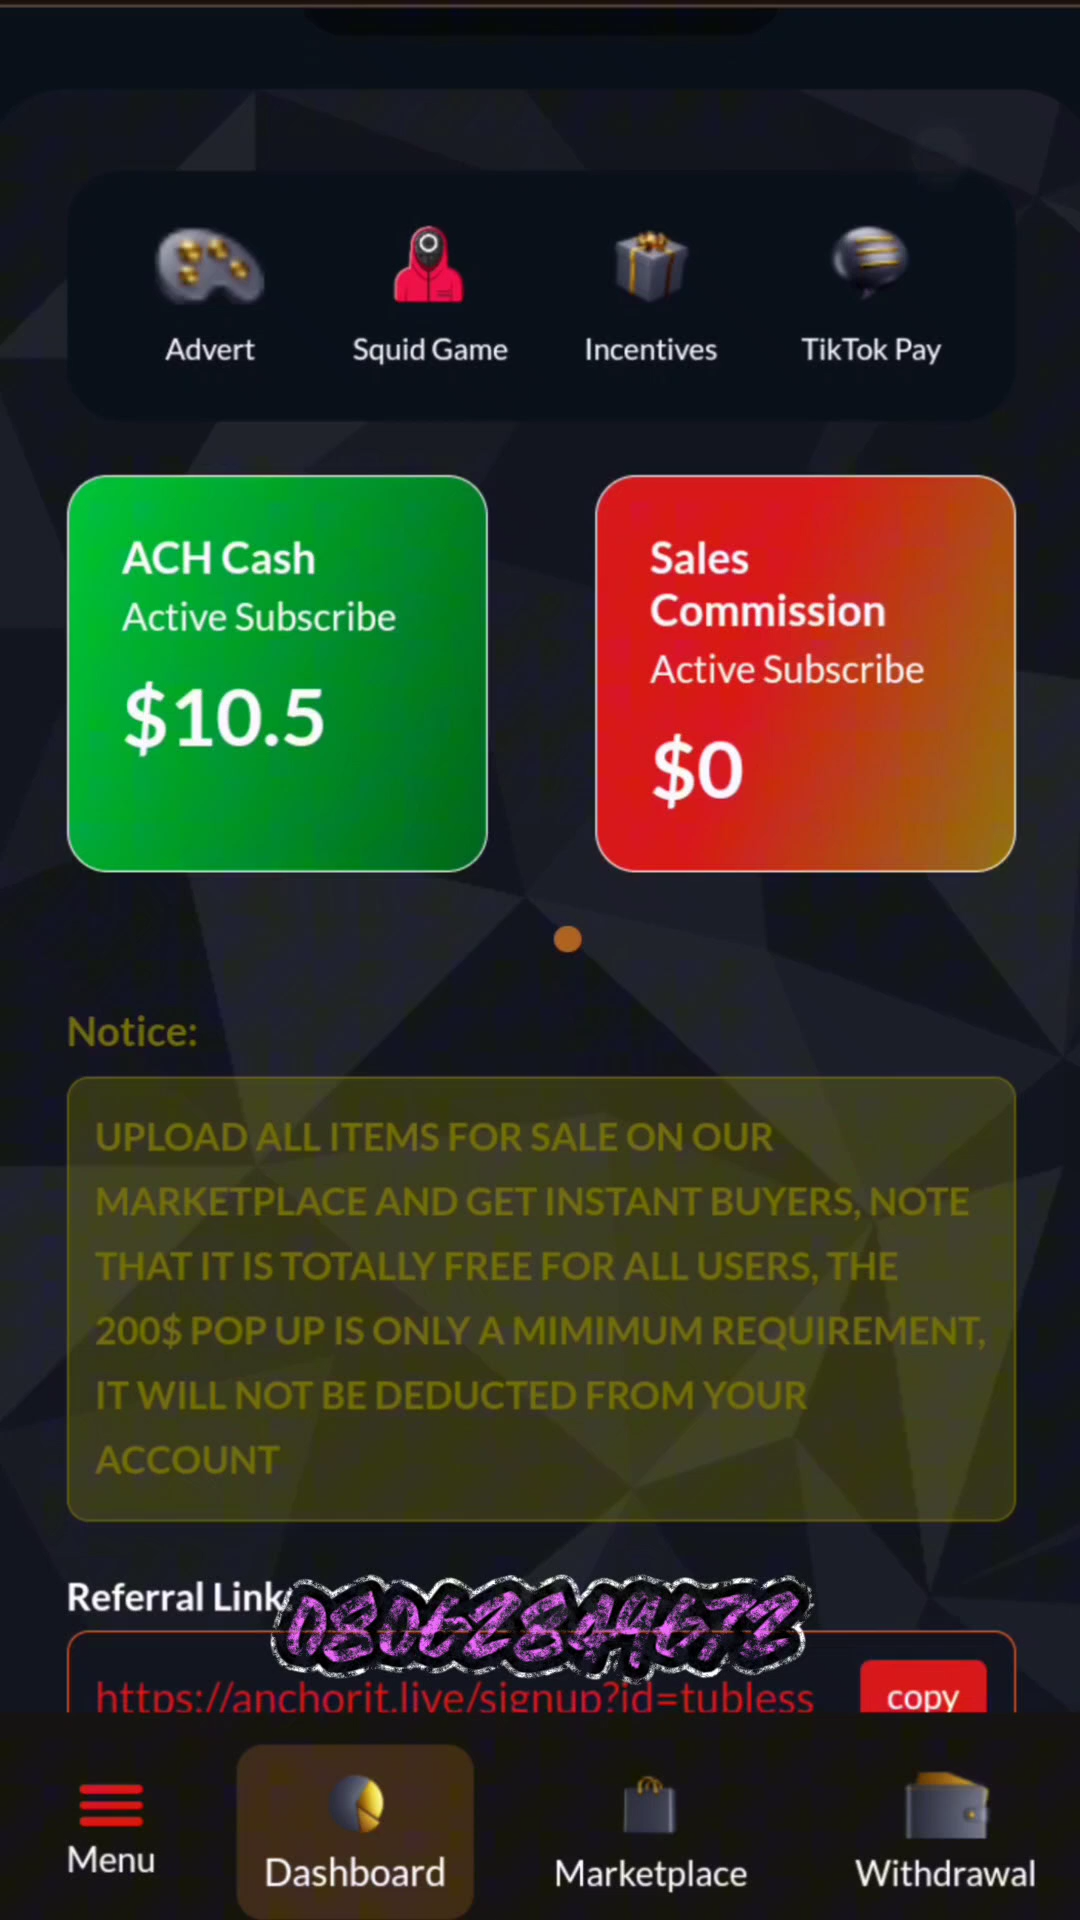 Advert
Squid Game
Incentives
TikTok Pay
ACH Cash
Active Subscribe
$10.5
Sales
Commission
Active Subscribe
$0
Notice:
UPLOAD ALL ITEMS FOR SALE ON OUR
MARKETPLACE AND GET INSTANT BUYERS, NOTE
THAT IT IS TOTALLY FREE FOR ALL USERS, THE
200$ POP UP IS ONLY A MIMIMUM REQUIREMENT,
IT WILL NOT BE DEDUCTED FROM YOUR
ACCOUNT
Referral Link
08062849672
https://anchorit.live/signup?id=tubless
copy
Menu
Dashboard
Marketplace
Withdrawal